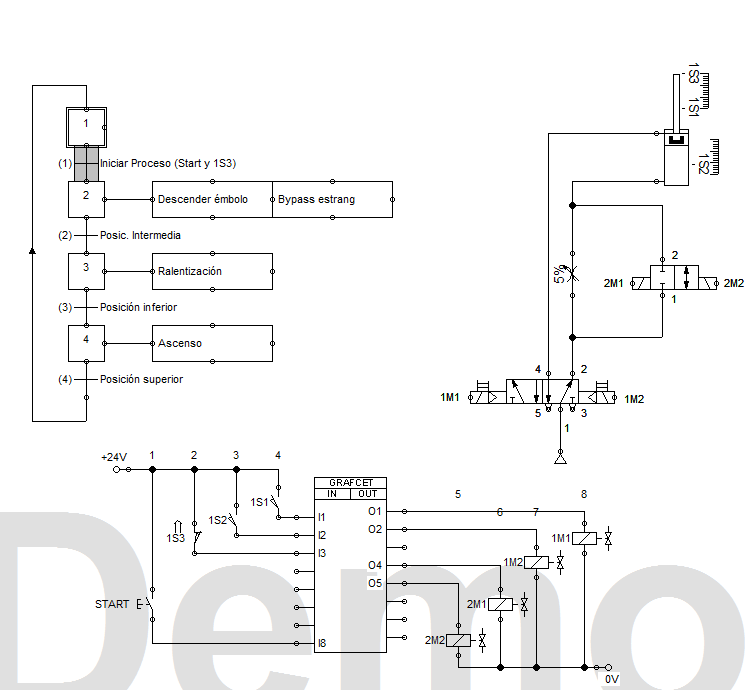 1
(1) Iniciar Proceso (Start y 1S3)
2 Descender émbolo Bypass estrang
(2) Posic. Intermedia
3 Ralentización
(3) Posición inferior
4 Ascenso
(4) Posición superior
1S3
1S1
1S2
5%
2
2M1 2M2
1
4 2
1M1 1M2
5 3
1
+24V 1 2 3 4
GRAFCET
IN OUT
5 6 7 8
1S1 I1 O1
1S2 I2 O2
1S3 I3
1M1
O4 1M2
O5
START 2M1
I8 2M2
0V
Demo